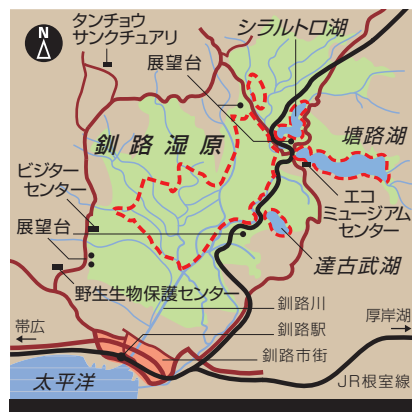 N
タンチョウ
サンクチュアリ
シラルトロ湖
展望台
釧路湿原
塘路湖
ビジター
センター
エコ
ミュージアム
センター
展望台
達古武湖
野生生物保護センター
釧路川
厚岸湖
帯広
釧路駅
釧路市街
太平洋
JR根室線